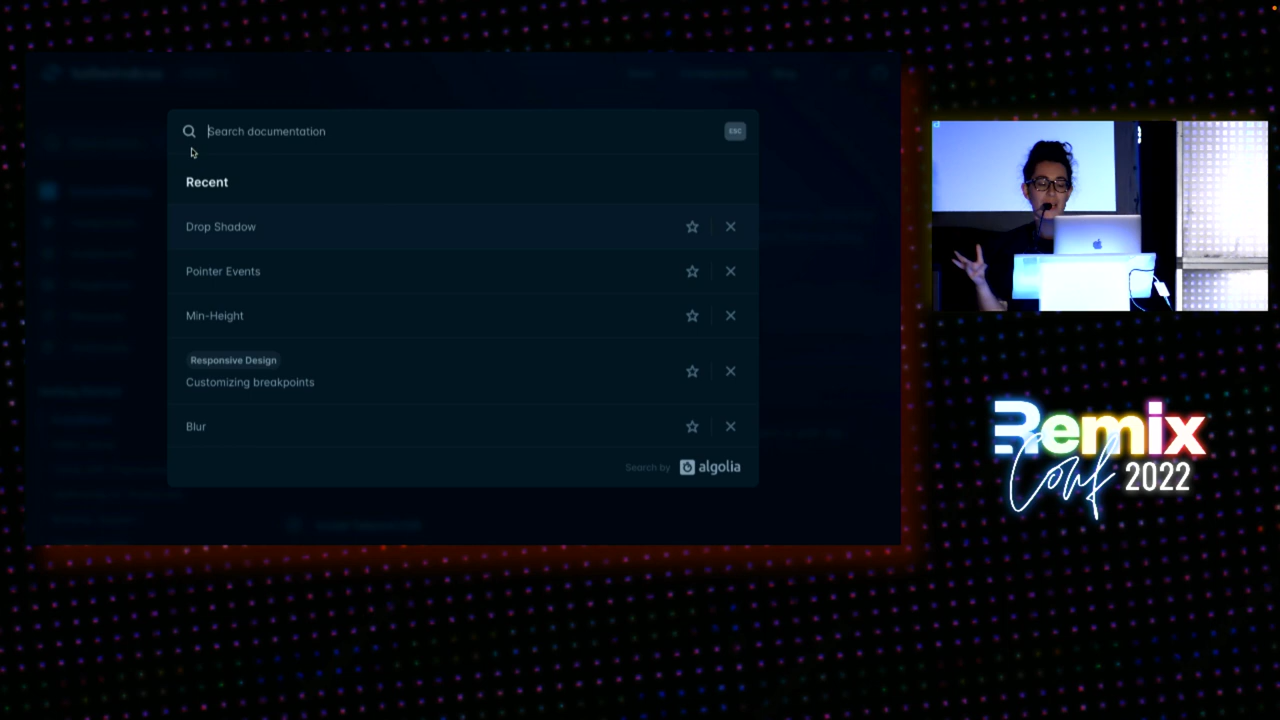 Search documentation
ESC
Recent
Drop Shadow
Pointer Events
Min-Height
Responsive Design
Customizing breakpoints
Blur
Search by algolia
Remix
Conf 2022